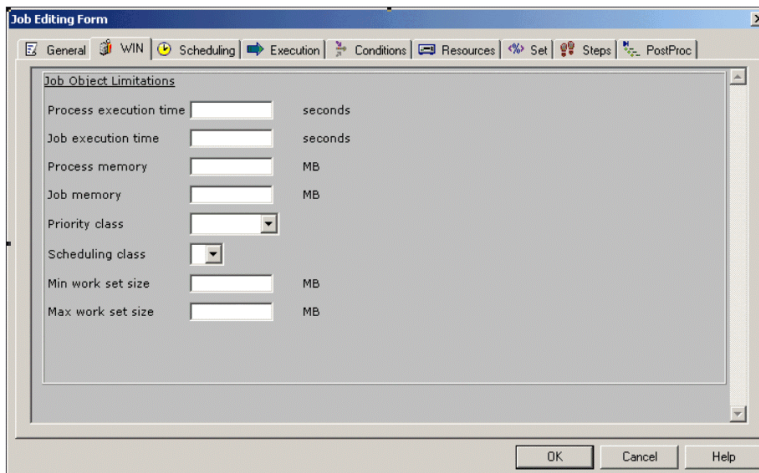 Job Editing Form
General WIN Scheduling Execution Conditions Resources Set Steps PostProc
Job Object Limitations
Process execution time seconds
Job execution time seconds
Process memory MB
Job memory MB
Priority class
Scheduling class
Min work set size MB
Max work set size MB
OK Cancel Help